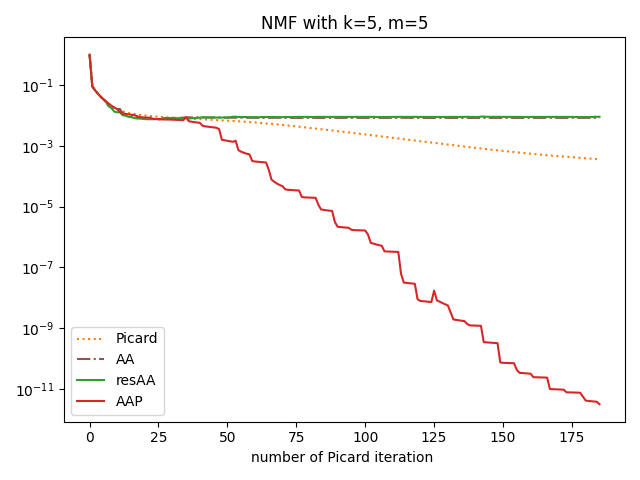 NMF with k=5, m=5
10⁻¹
10⁻³
10⁻⁵
10⁻⁷
10⁻⁹
10⁻¹¹
Picard
AA
resAA
AAP
0 25 50 75 100 125 150 175
number of Picard iteration